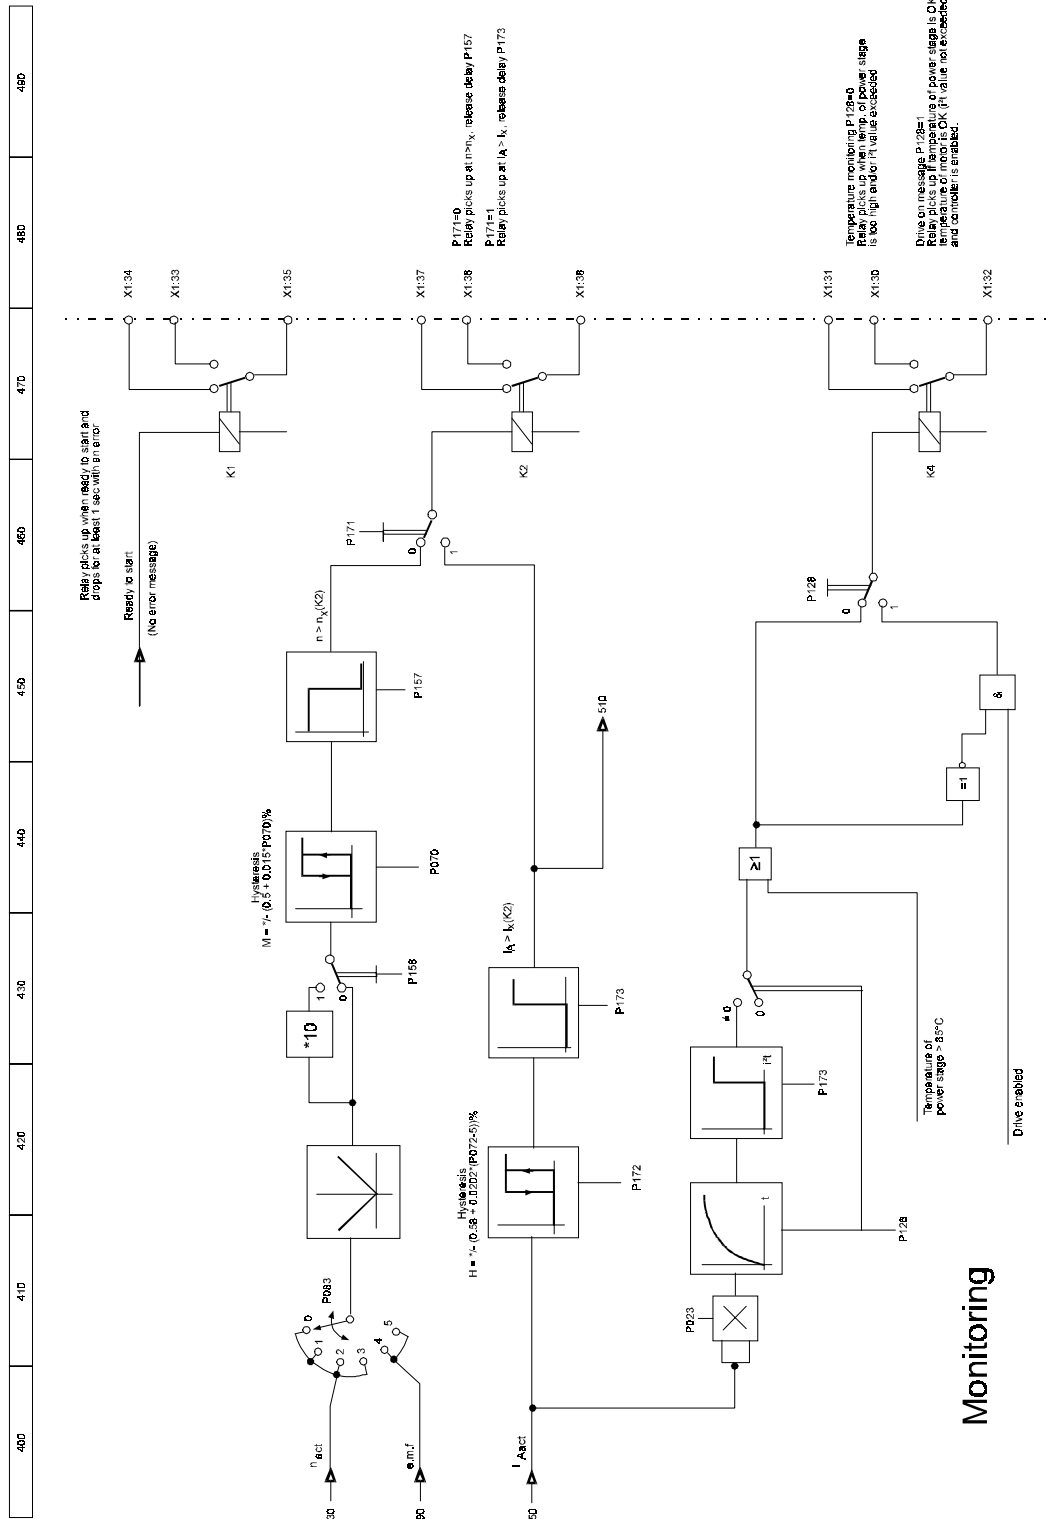 400
410
420
430
440
450
460
470
480
490
Relay picks up when ready to start and
drops for at least 1 sec with an error
Ready to start
(No error message)
K1
X1:34
X1:33
X1:35
30
n act
90
e.m.f
P083
0
1
2
3
4
5
*10
1
0
P158
Hysteresis
M = */- (0.5 + 0.015*P070)%
P070
P157
n > nX(K2)
P171
0
1
K2
X1:37
X1:36
X1:38
P171=0
Relay picks up at n>nX, release delay P157
P171=1
Relay picks up at IA > IX, release delay P173
50
I Aact
Hysteresis
H = */- (0.58 + 0.0202*(P072-5))%
P172
P173
IA > IX(K2)
510
P023
t
P128
i²t
P173
≠ 0
0
≥1
=1
&
Temperature of
power stage > 85°C
Drive enabled
P128
0
1
K4
X1:31
X1:30
X1:32
Temperature monitoring P128=0
Relay picks up when temp. of power stage
is too high and/or i²t value exceeded
Drive on message P128=1
Relay picks up if temperature of power stage is OK
temperature of motor is OK (i²t value not exceeded
and controller is enabled.
Monitoring